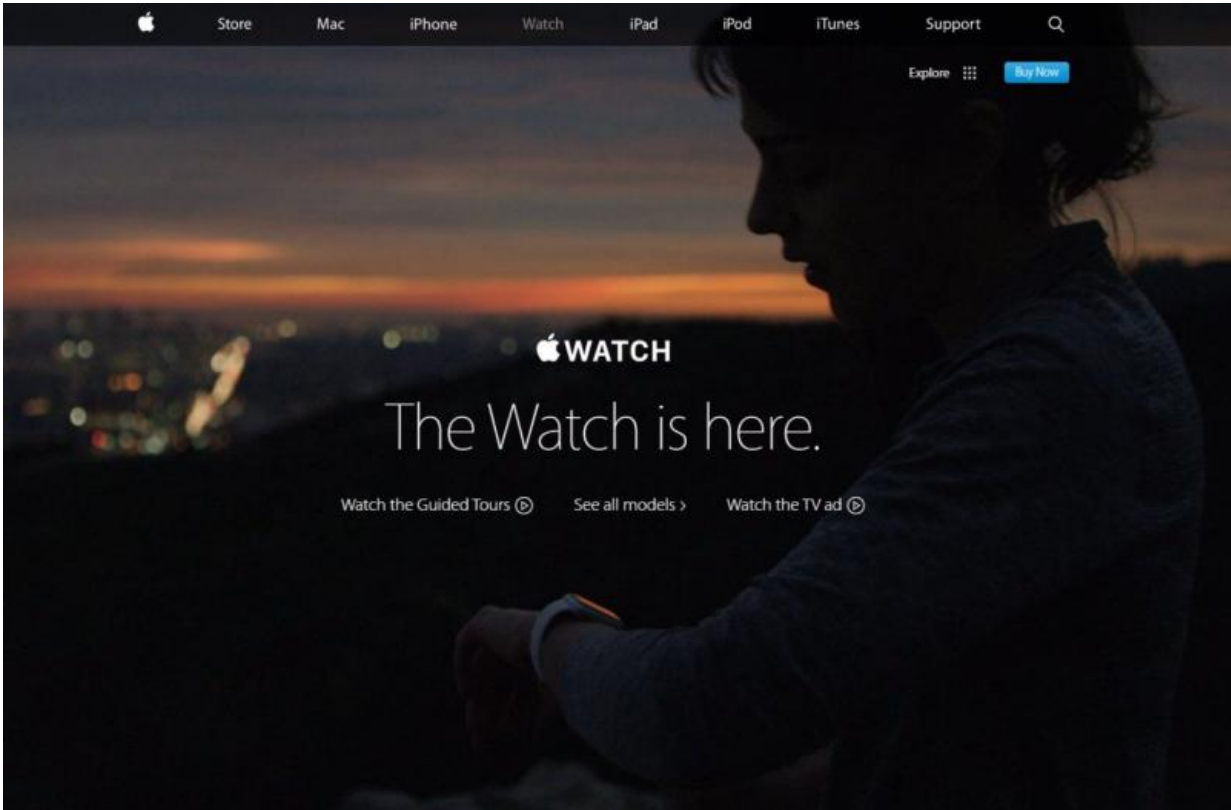 Store Mac iPhone Watch iPad iPod iTunes Support
Explore Buy Now
WATCH
The Watch is here.
Watch the Guided Tours See all models > Watch the TV ad